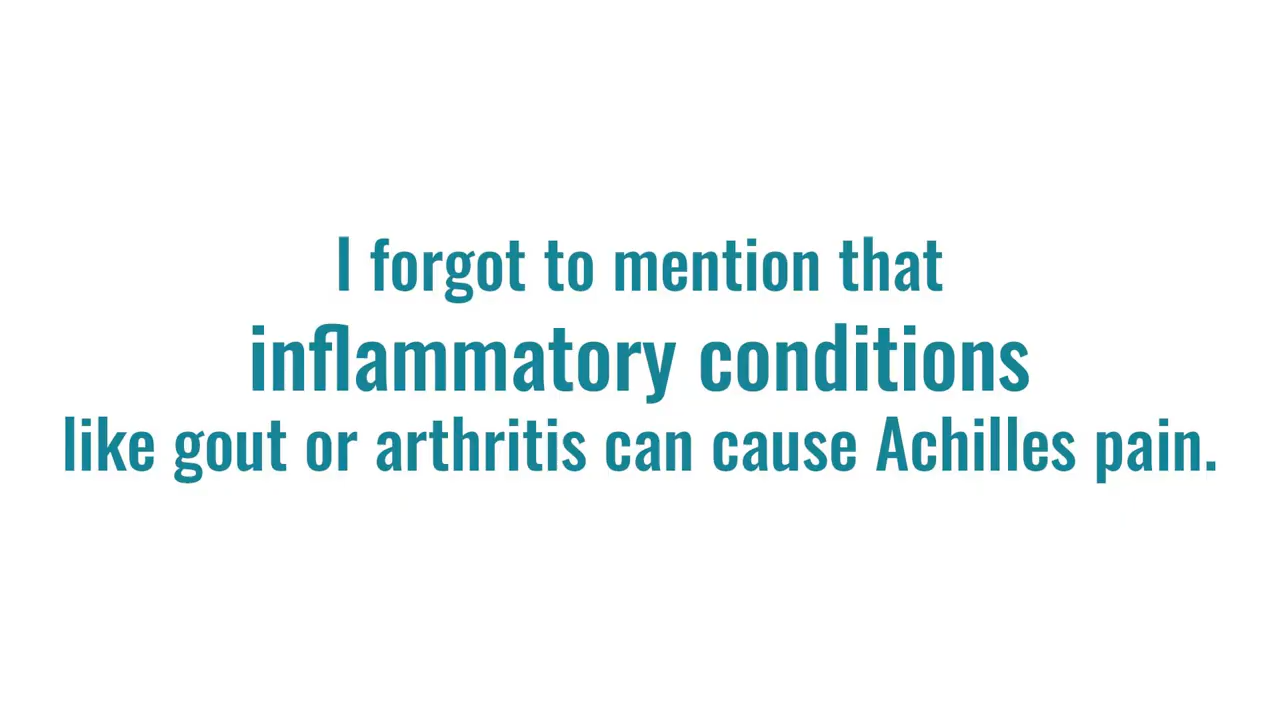 I forgot to mention that
inflammatory conditions
like gout or arthritis can cause Achilles pain.